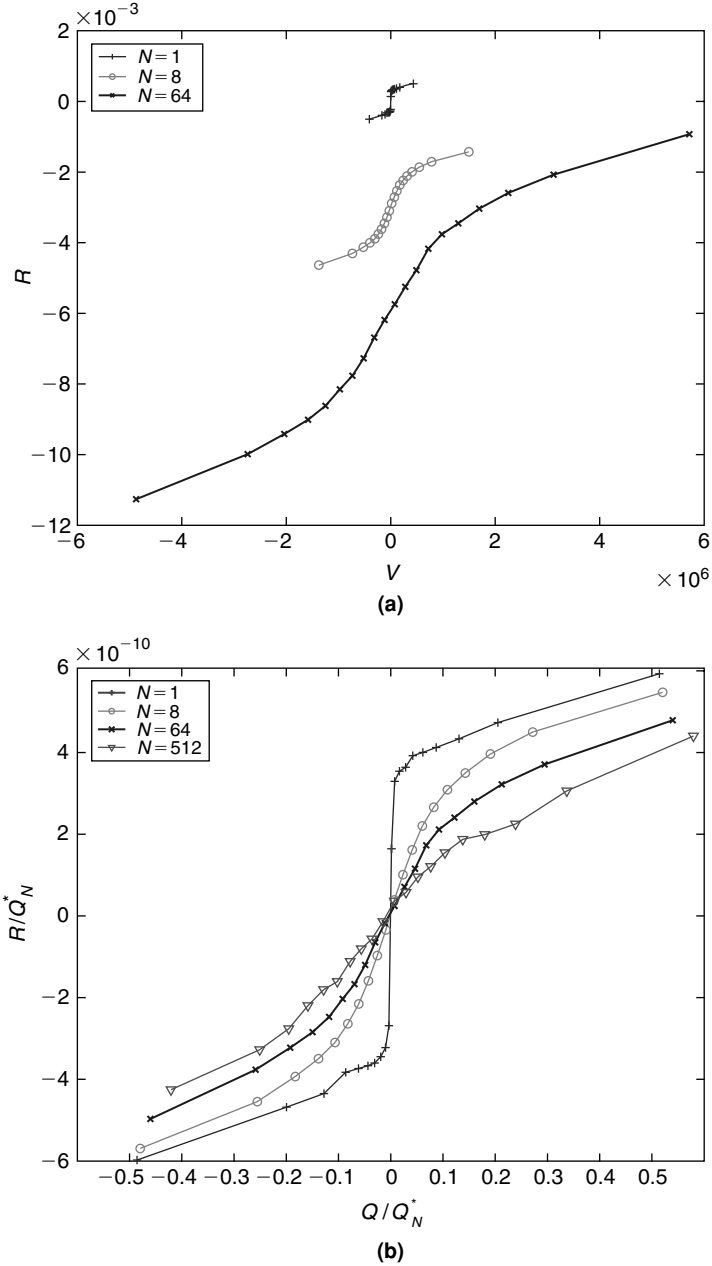 × 10⁻³
2
0
−2
−4
−6
−8
−10
−12
R
N = 1
N = 8
N = 64
−6 −4 −2 0 2 4 6
V
× 10⁶
(a)
6 × 10⁻¹⁰
4
2
0
−2
−4
−6
R/Q*_N
N = 1
N = 8
N = 64
N = 512
−0.5 −0.4 −0.3 −0.2 −0.1 0 0.1 0.2 0.3 0.4 0.5
Q/Q*_N
(b)